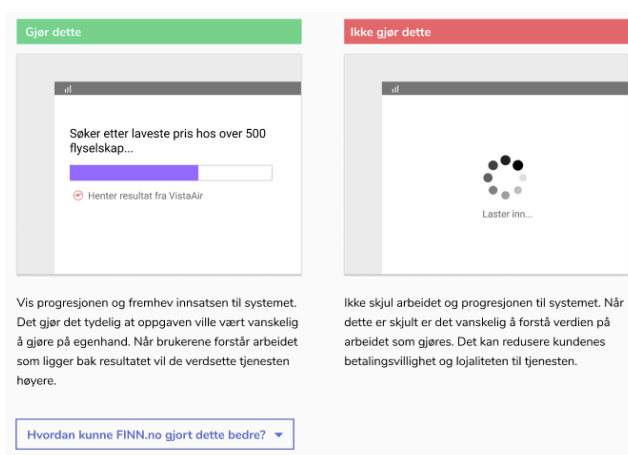 Gjør dette
Søker etter laveste pris hos over 500
flyselskap...
Henter resultat fra VistaAir
Vis progresjonen og fremhev innsatsen til systemet.
Det gjør det tydelig at oppgaven ville vært vanskelig
å gjøre på egenhand. Når brukerene forstår arbeidet
som ligger bak resultatet vil de verdsette tjenesten
høyere.
Ikke gjør dette
Laster inn...
Ikke skjul arbeidet og progresjonen til systemet. Når
dette er skjult er det vanskelig å forstå verdien på
arbeidet som gjøres. Det kan redusere kundenes
betalingsvillighet og lojaliteten til tjenesten.
Hvordan kunne FINN.no gjort dette bedre?